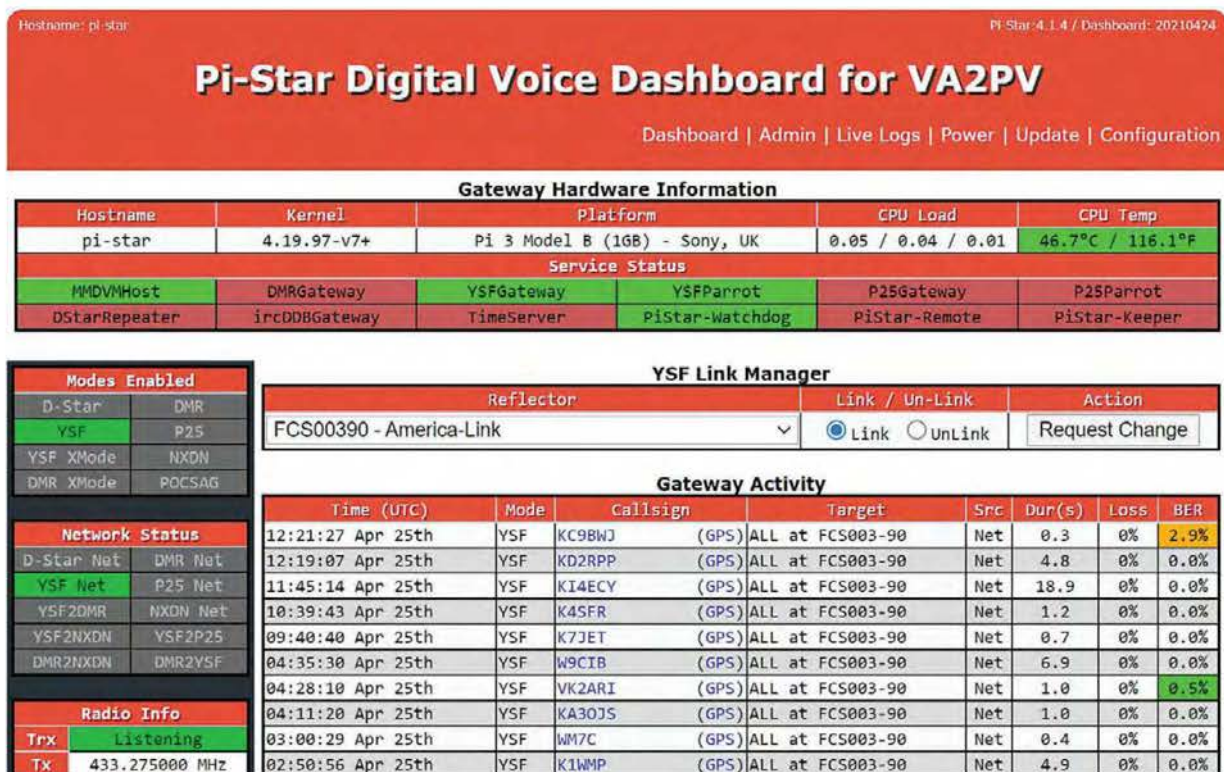 Hostname: pi-star
Pi-Star:4.1.4 / Dashboard: 20210424
Pi-Star Digital Voice Dashboard for VA2PV
Dashboard | Admin | Live Logs | Power | Update | Configuration
Gateway Hardware Information
Hostname Kernel Platform CPU Load CPU Temp
pi-star 4.19.97-v7+ Pi 3 Model B (1GB) - Sony, UK 0.05 / 0.04 / 0.01 46.7°C / 116.1°F
Service Status
MMDVMHost DMRGateway YSFGateway YSFParrot P25Gateway P25Parrot
DStarRepeater ircDDBGateway TimeServer PiStar-Watchdog PiStar-Remote PiStar-Keeper
Modes Enabled
D-Star DMR
YSF P25
YSF XMode NXDN
DMR XMode POCSAG
Network Status
D-Star Net DMR Net
YSF Net P25 Net
YSF2DMR NXDN Net
YSF2NXDN YSF2P25
DMR2NXDN DMR2YSF
Radio Info
Trx Listening
Tx 433.275000 MHz
YSF Link Manager
Reflector Link / Un-Link Action
FCS00390 - America-Link Link UnLink Request Change
Gateway Activity
Time (UTC) Mode Callsign Target Src Dur(s) Loss BER
12:21:27 Apr 25th YSF KC9BWJ (GPS) ALL at FCS003-90 Net 0.3 0% 2.9%
12:19:07 Apr 25th YSF KD2RPP (GPS) ALL at FCS003-90 Net 4.8 0% 0.0%
11:45:14 Apr 25th YSF KI4ECY (GPS) ALL at FCS003-90 Net 18.9 0% 0.0%
10:39:43 Apr 25th YSF K4SFR (GPS) ALL at FCS003-90 Net 1.2 0% 0.0%
09:40:40 Apr 25th YSF K7JET (GPS) ALL at FCS003-90 Net 0.7 0% 0.0%
04:35:30 Apr 25th YSF W9CIB (GPS) ALL at FCS003-90 Net 6.9 0% 0.0%
04:28:10 Apr 25th YSF VK2ARI (GPS) ALL at FCS003-90 Net 1.0 0% 0.5%
04:11:20 Apr 25th YSF KA3OJS (GPS) ALL at FCS003-90 Net 1.0 0% 0.0%
03:00:29 Apr 25th YSF WM7C (GPS) ALL at FCS003-90 Net 0.4 0% 0.0%
02:50:56 Apr 25th YSF K1WMP (GPS) ALL at FCS003-90 Net 4.9 0% 0.0%